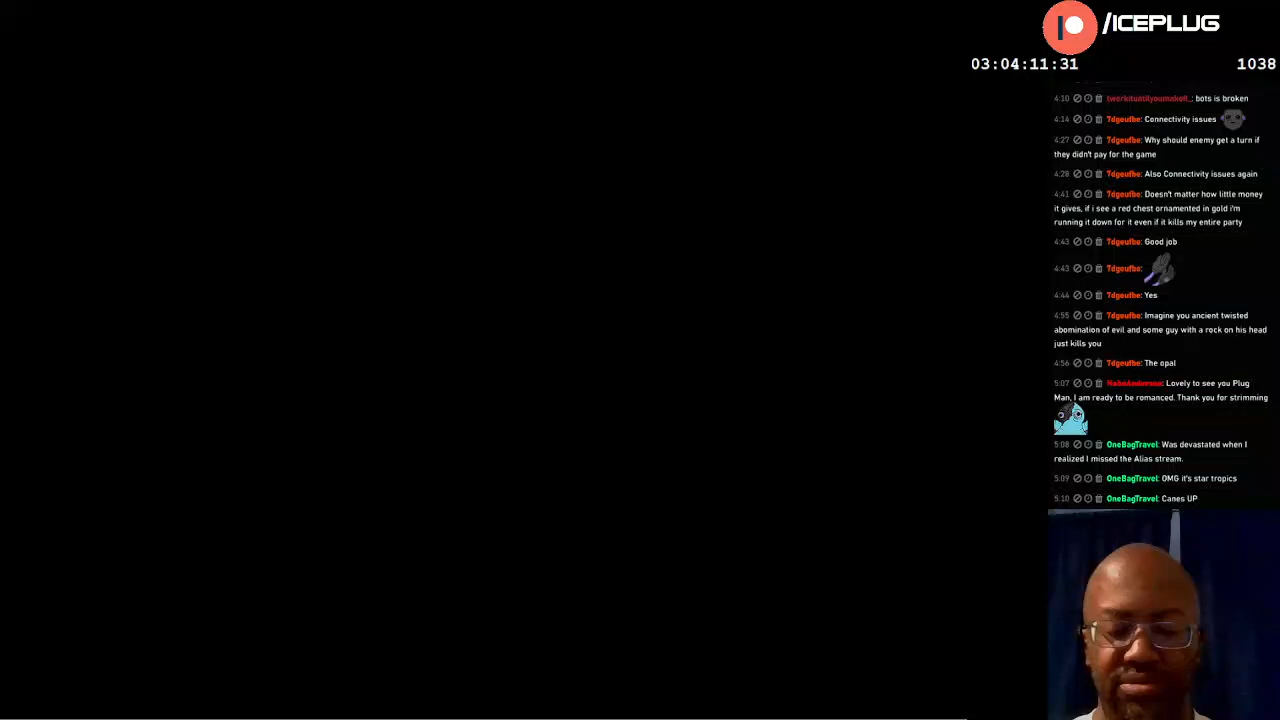 /ICEPLUG
03:04:11:31 1038
4:10 : bots is broken
4:14 7dgeufbe: Connectivity issues
4:27 7dgeufbe: Why should enemy get a turn if
they didn't pay for the game
4:28 7dgeufbe: Also Connectivity issues again
4:41 7dgeufbe: Doesn't matter how little money
it gives, if i see a red chest ornamented in gold i'm
running it down for it even if it kills my entire party
4:43 7dgeufbe: Good job
4:43 7dgeufbe:
4:44 7dgeufbe: Yes
4:55 7dgeufbe: Imagine you ancient twisted
abomination of evil and some guy with a rock on his head
just kills you
4:56 7dgeufbe: The opal
5:07 : Lovely to see you Plug
Man, I am ready to be romanced. Thank you for strimming
5:08 OneBagTravel: Was devastated when I
realized I missed the Alias stream.
5:09 OneBagTravel: OMG it's star tropics
5:10 OneBagTravel: Canes UP